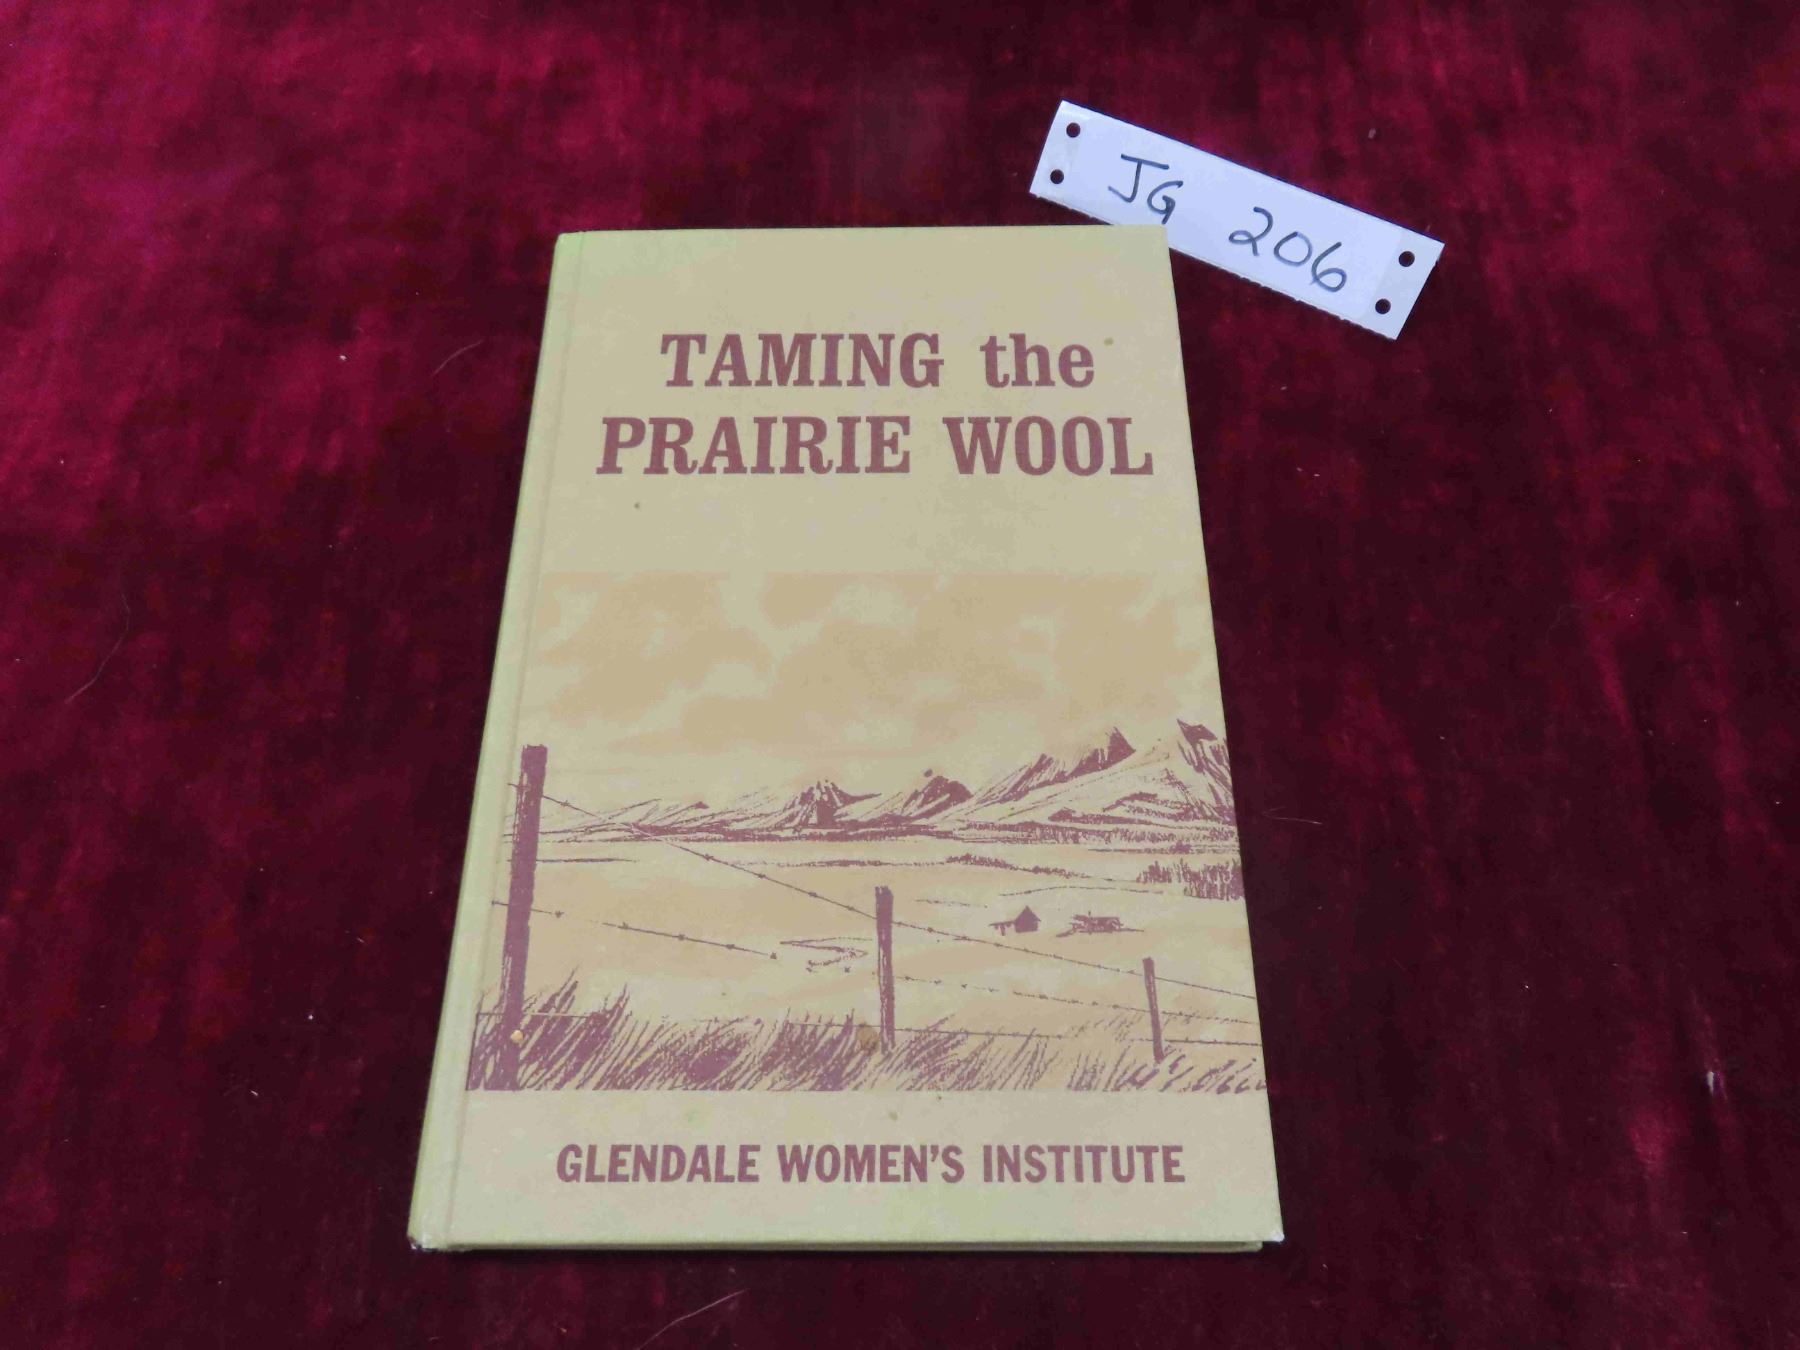 JG 206
TAMING the
PRAIRIE WOOL
GLENDALE WOMEN'S INSTITUTE